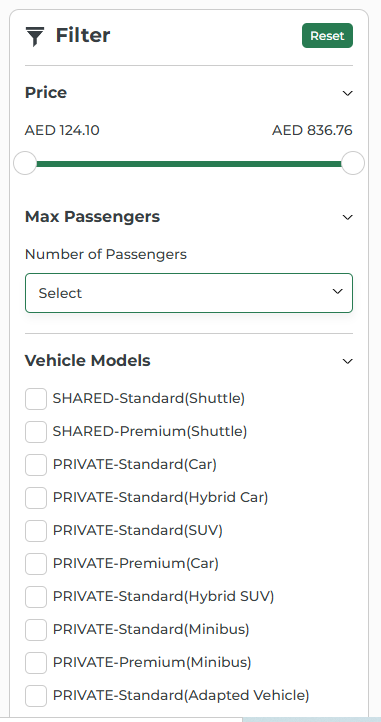 Filter
Reset
Price
AED 124.10
AED 836.76
Max Passengers
Number of Passengers
Select
Vehicle Models
SHARED-Standard(Shuttle)
SHARED-Premium(Shuttle)
PRIVATE-Standard(Car)
PRIVATE-Standard(Hybrid Car)
PRIVATE-Standard(SUV)
PRIVATE-Premium(Car)
PRIVATE-Standard(Hybrid SUV)
PRIVATE-Standard(Minibus)
PRIVATE-Premium(Minibus)
PRIVATE-Standard(Adapted Vehicle)